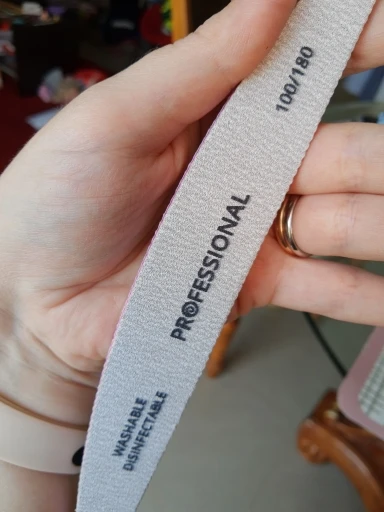 100/180
PROFESSIONAL
WASHABLE
DISINFECTABLE